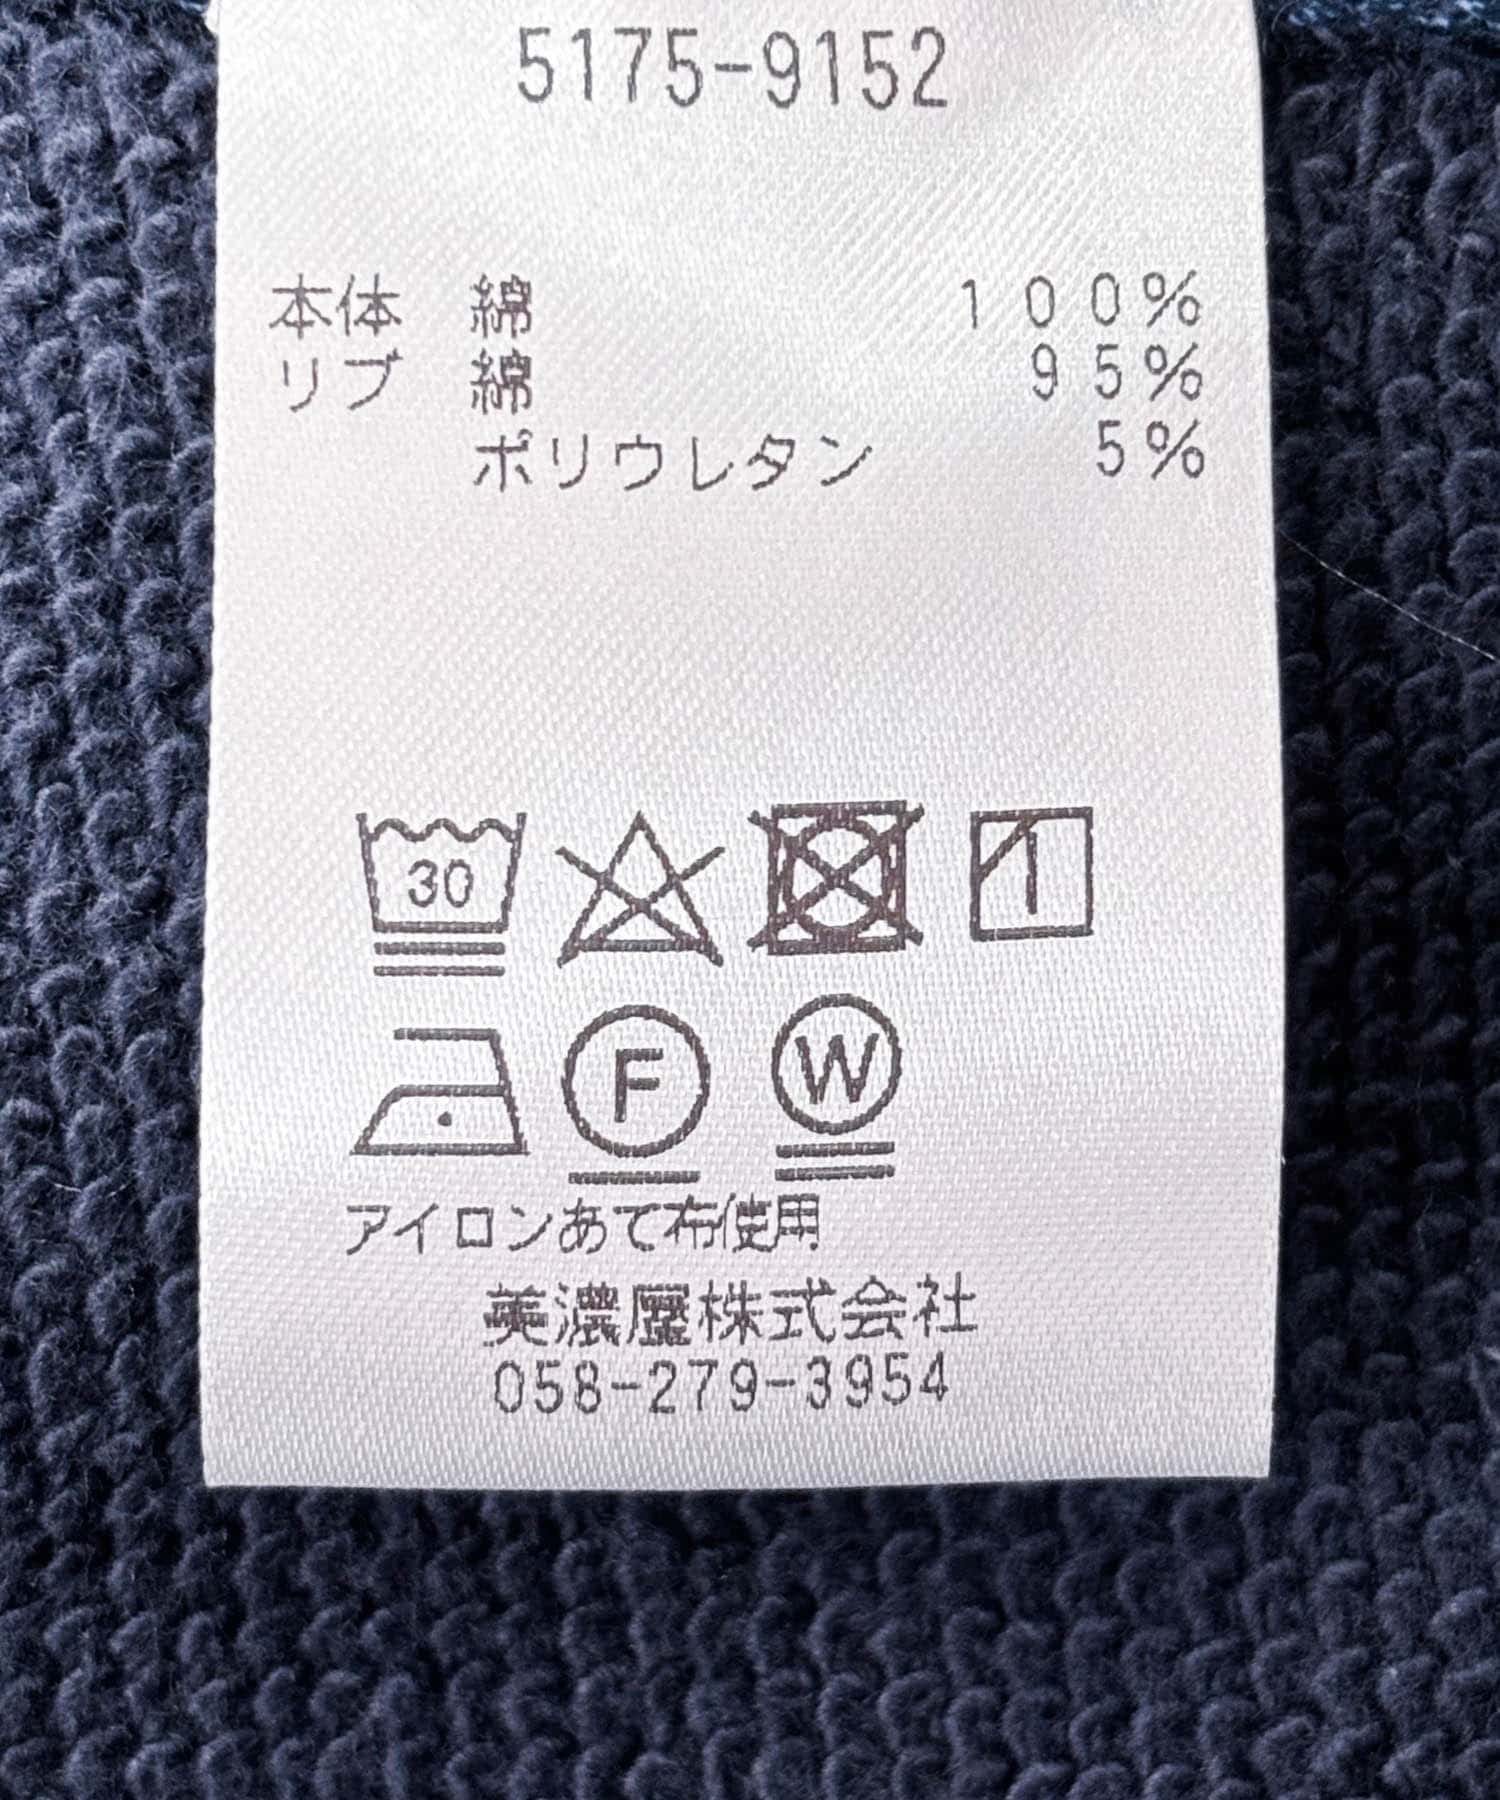 5175-9152
本体 綿 100%
リブ 綿 95%
ポリウレタン 5%
30
F W
アイロンあて布使用
美濃屋株式会社
058-279-3954